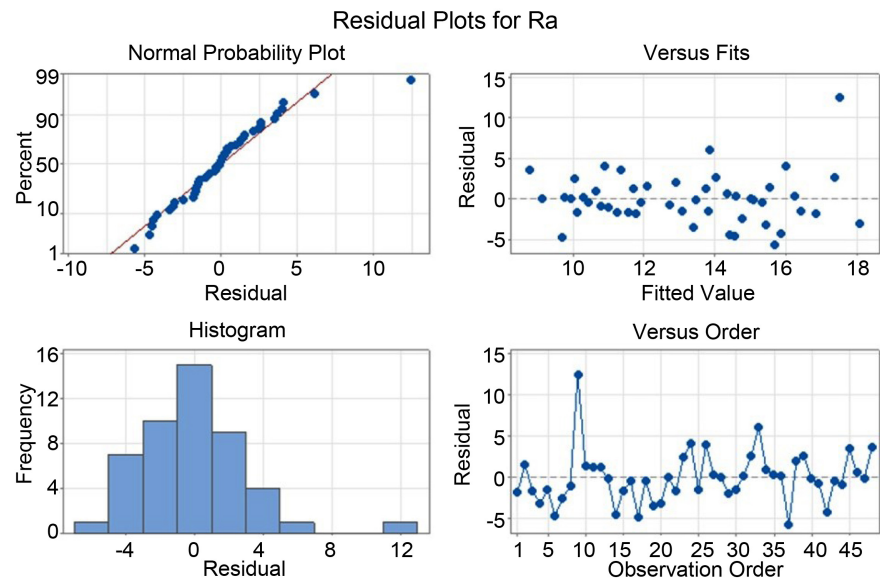 Residual Plots for Ra
Normal Probability Plot
Percent
99
90
50
10
1
-10 -5 0 5 10
Residual
Versus Fits
Residual
15
10
5
0
-5
10 12 14 16 18
Fitted Value
Histogram
Frequency
16
12
8
4
0
-4 0 4 8 12
Residual
Versus Order
Residual
15
10
5
0
-5
1 5 10 15 20 25 30 35 40 45
Observation Order